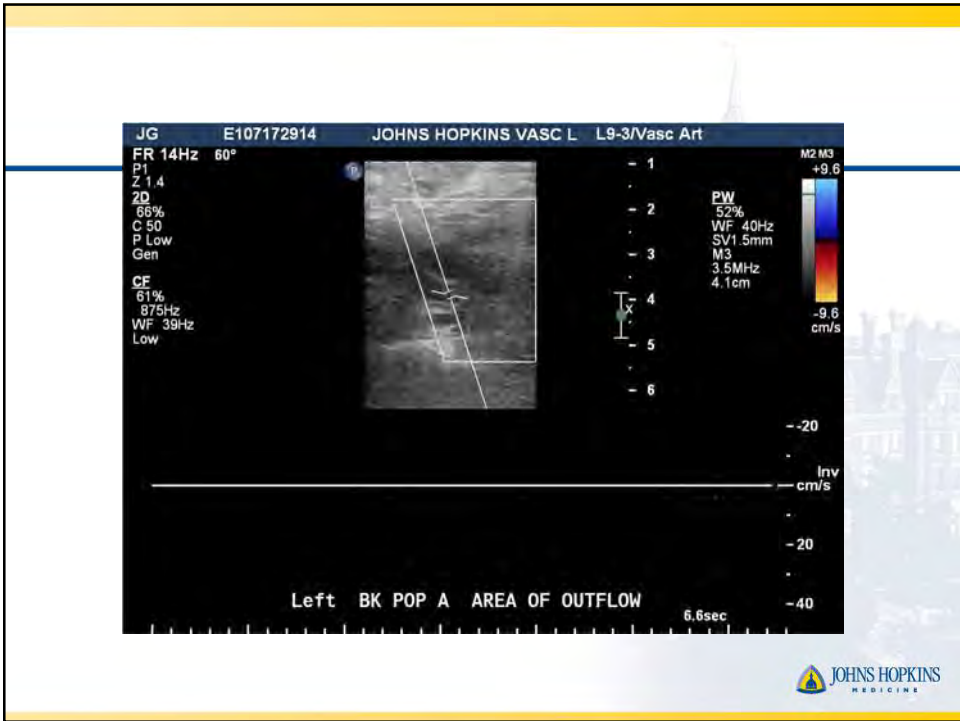 JG E107172914 JOHNS HOPKINS VASC L L9-3/Vasc Art
FR 14Hz 60°
P1
Z 1.4
2D
66%
C 50
P Low
Gen
CF
61%
875Hz
WF 39Hz
Low
P
1
2
3
4
X
5
6
PW
52%
WF 40Hz
SV1.5mm
M3
3.5MHz
4.1cm
M2 M3
+9.6
-9.6
cm/s
-20
Inv
cm/s
-20
-40
Left BK POP A AREA OF OUTFLOW
6.6sec
JOHNS HOPKINS
MEDICINE